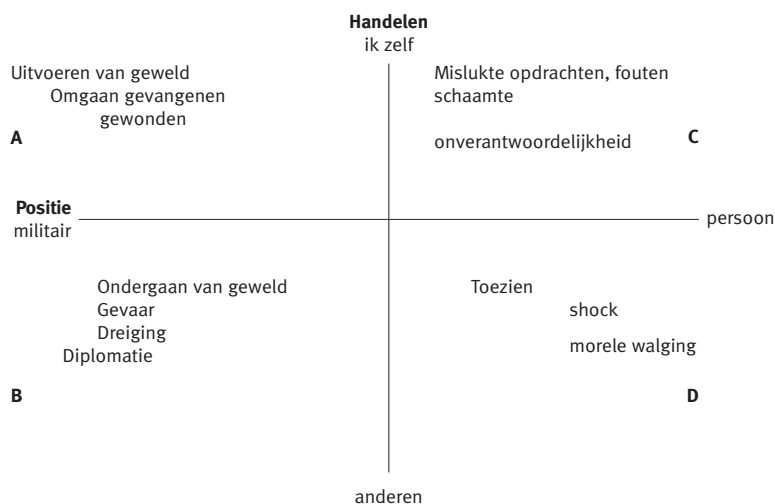 Handelen
ik zelf
Uitvoeren van geweld
Omgaan gevangenen
gewonden
A
Mislukte opdrachten, fouten
schaamte
onverantwoordelijkheid
C
Positie
militair
persoon
Ondergaan van geweld
Gevaar
Dreiging
Diplomatie
B
Toezien
shock
morele walging
D
anderen